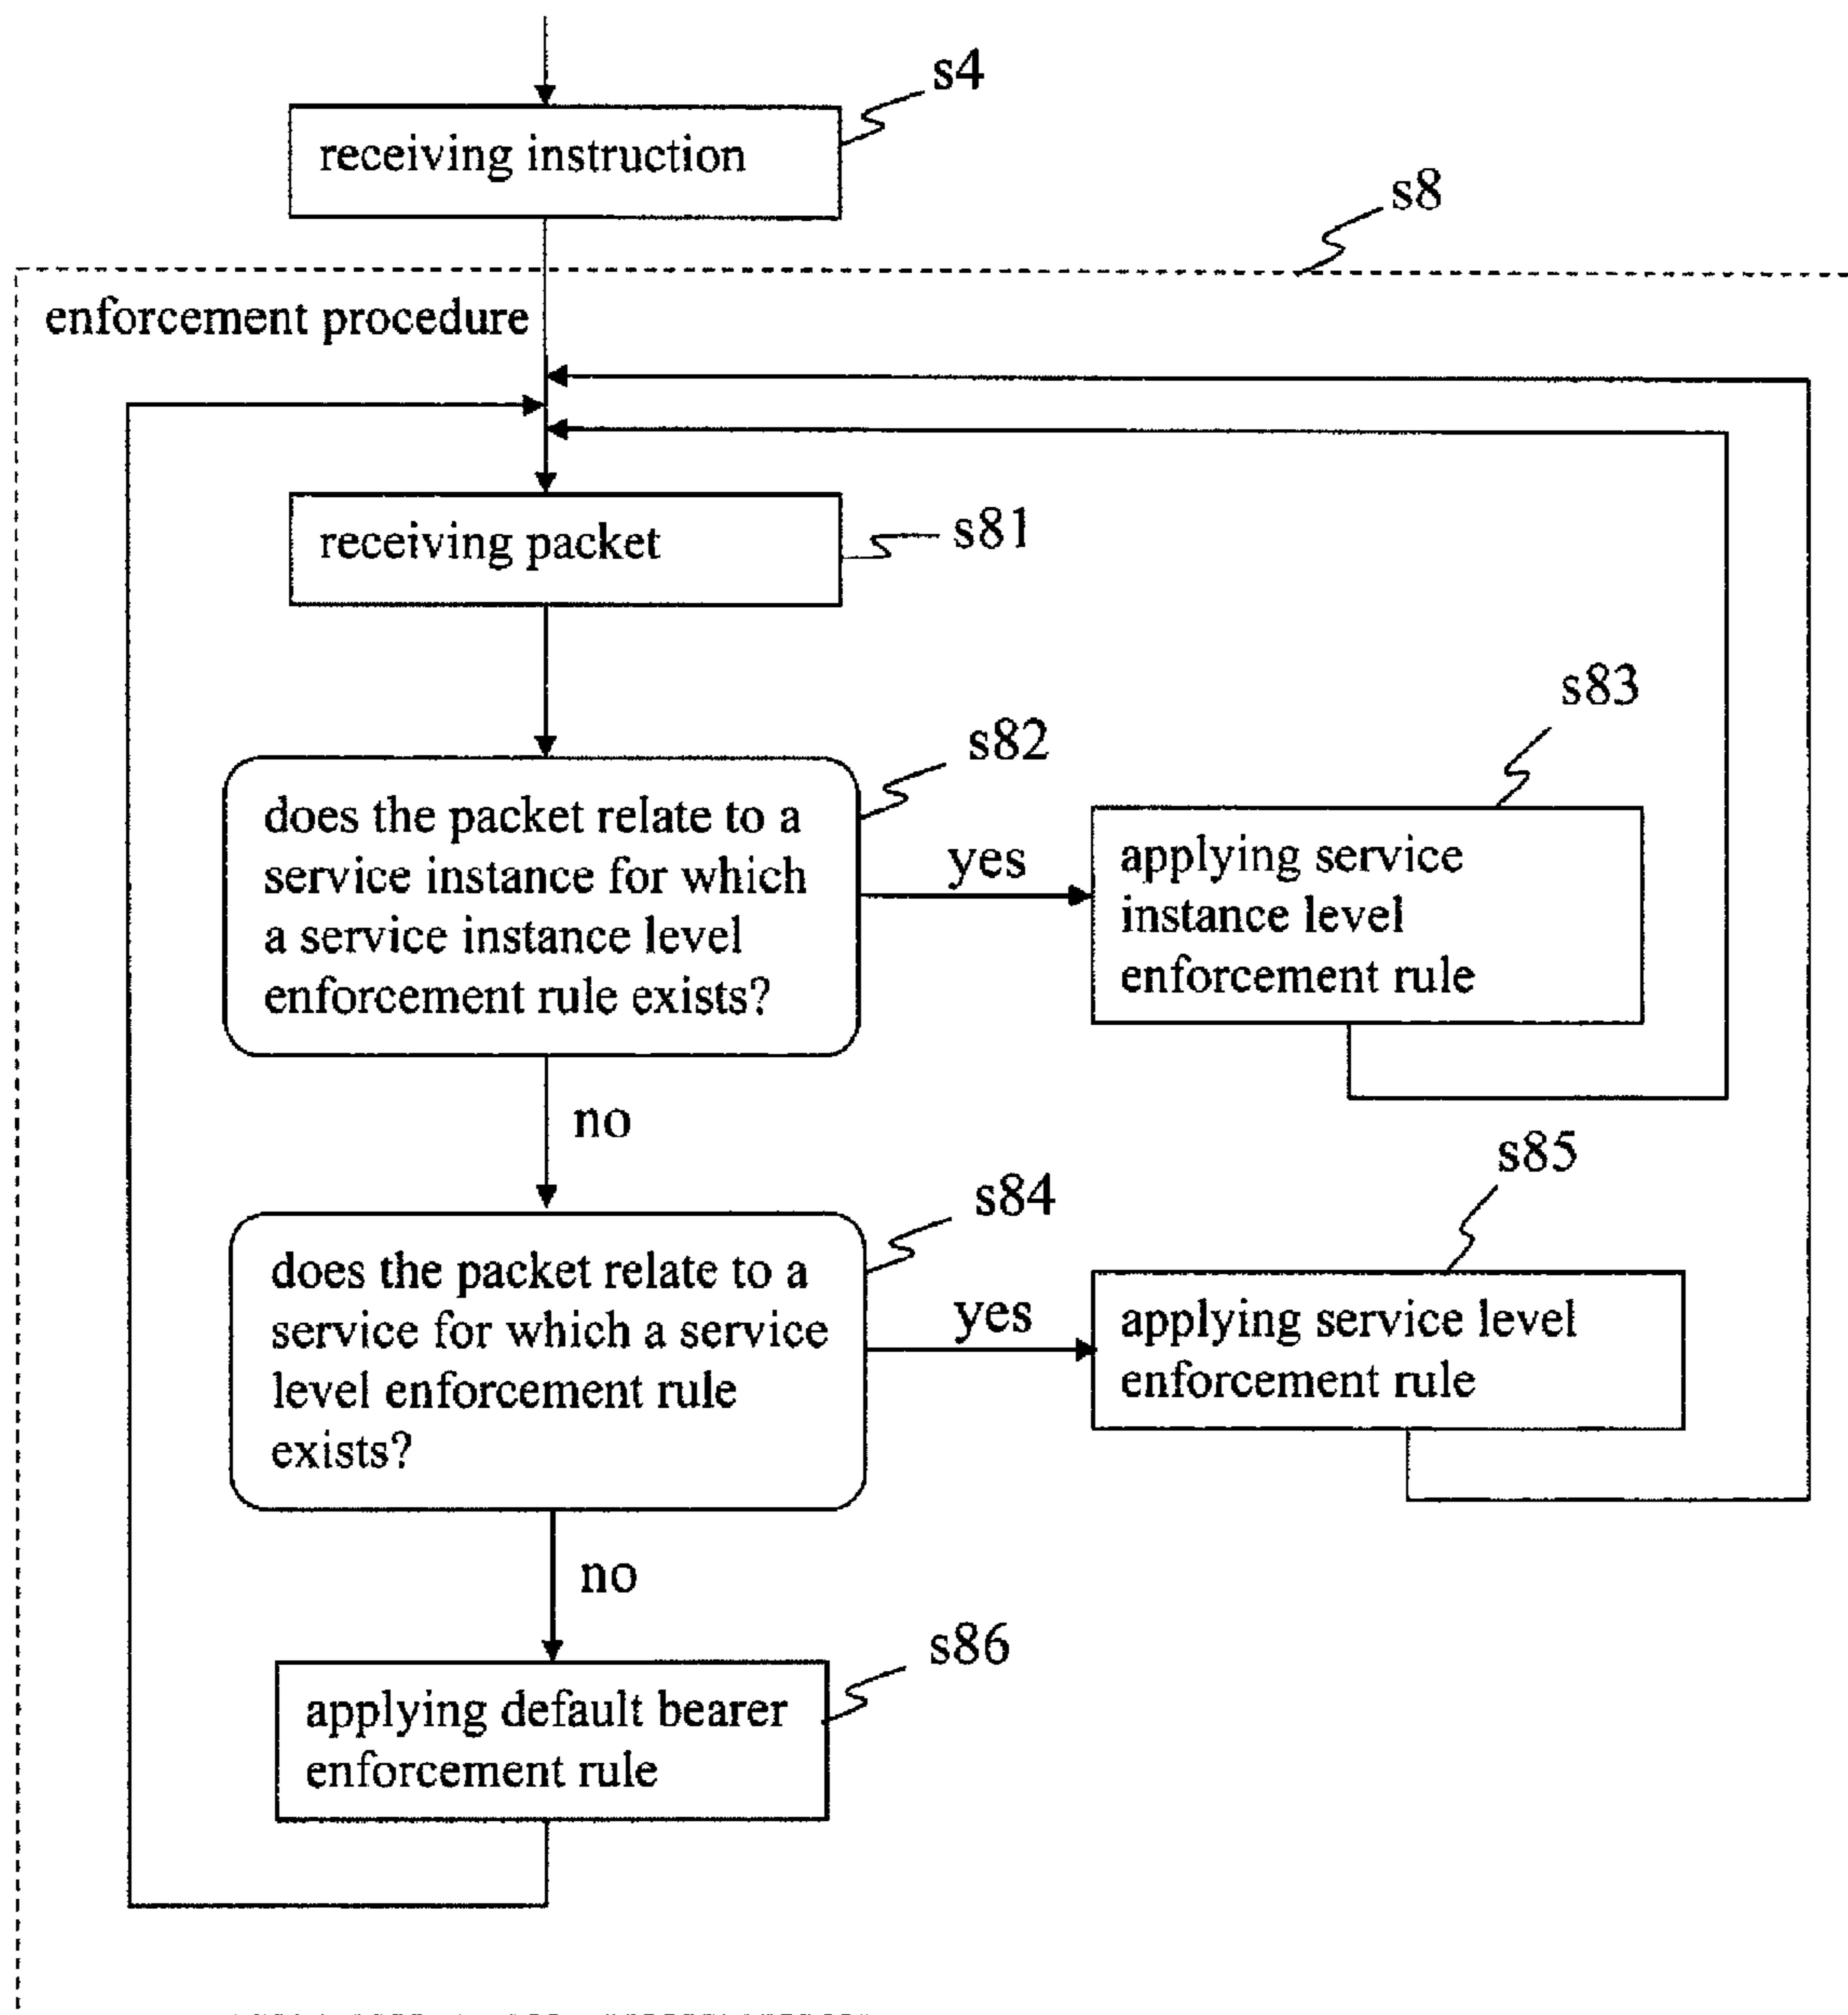 s4
receiving instruction
s8
enforcement procedure
receiving packet
s81
s82
s83
does the packet relate to a
service instance for which
a service instance level
enforcement rule exists?
yes
applying service
instance level
enforcement rule
no
s84
s85
does the packet relate to a
service for which a service
level enforcement rule
exists?
yes
applying service level
enforcement rule
no
s86
applying default bearer
enforcement rule